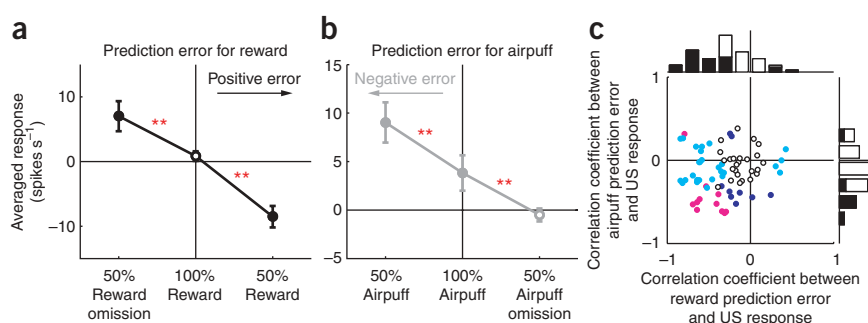 a
Prediction error for reward
Positive error
Averaged response
(spikes s⁻¹)
10
0
−10
50%
Reward
omission
100%
Reward
50%
Reward
b
Prediction error for airpuff
Negative error
15
10
5
0
−5
50%
Airpuff
100%
Airpuff
50%
Airpuff
omission
**
**
**
**
c
Correlation coefficient between
airpuff prediction error
and US response
1
0
−1
−1
0
1
Correlation coefficient between
reward prediction error
and US response